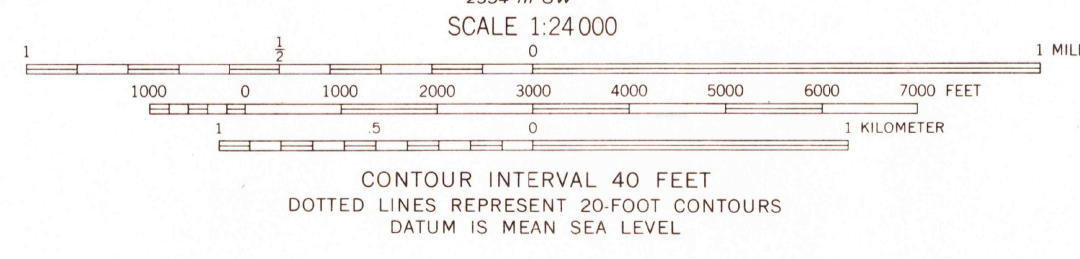 SCALE 1:24 000
1 1/2 0 1 MILE
1000 0 1000 2000 3000 4000 5000 6000 7000 FEET
1 .5 0 1 KILOMETER
CONTOUR INTERVAL 40 FEET
DOTTED LINES REPRESENT 20-FOOT CONTOURS
DATUM IS MEAN SEA LEVEL